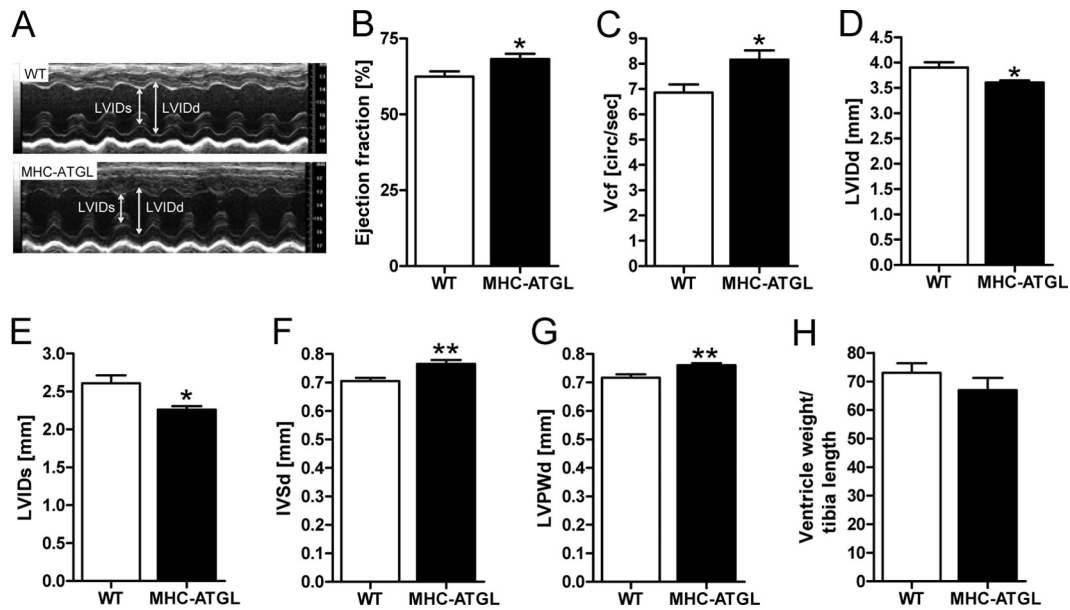 A
WT
LVIDs
LVIDd
MHC-ATGL
LVIDs
LVIDd
B
Ejection fraction [%]
75
50
25
0
*
WT MHC-ATGL
C
Vcf [circ/sec]
9
8
7
6
5
4
3
2
1
0
*
WT MHC-ATGL
D
LVIDd [mm]
4.0
3.5
3.0
2.5
2.0
1.5
1.0
0.5
0.0
*
WT MHC-ATGL
E
LVIDs [mm]
3.0
2.5
2.0
1.5
1.0
0.5
0.0
*
WT MHC-ATGL
F
IVSd [mm]
0.8
0.7
0.6
0.5
0.4
0.3
0.2
0.1
0.0
**
WT MHC-ATGL
G
LVPWd [mm]
0.8
0.7
0.6
0.5
0.4
0.3
0.2
0.1
0.0
**
WT MHC-ATGL
H
Ventricle weight/
tibia length
80
70
60
50
40
30
20
10
0
WT MHC-ATGL